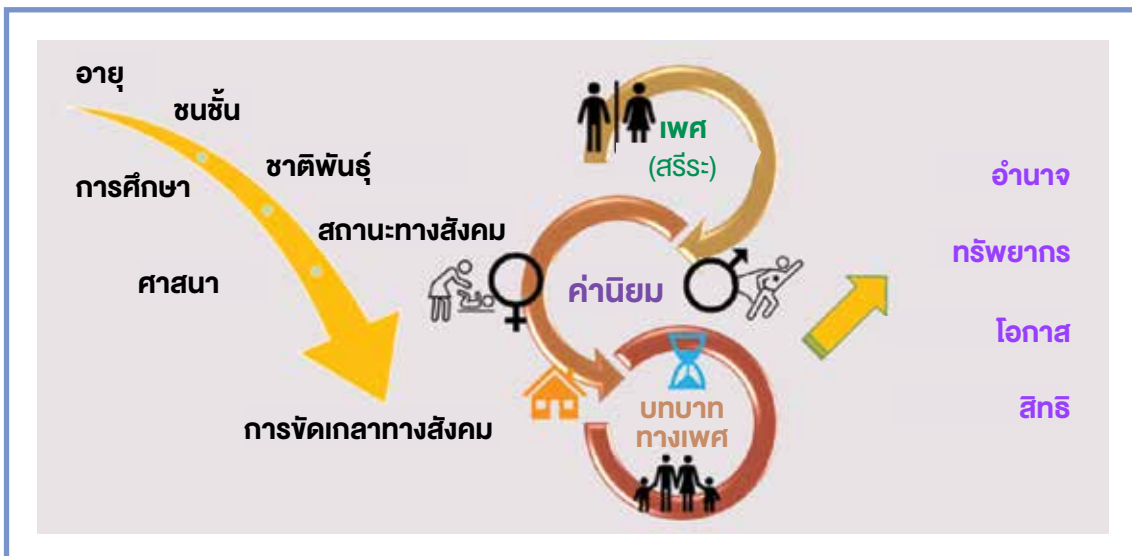 อายุ
ชนชั้น
ชาติพันธุ์
การศึกษา
สถานะทางสังคม
ศาสนา
การขัดเกลาทางสังคม
เพศ
(สรีระ)
ค่านิยม
บทบาท
ทางเพศ
อำนาจ
ทรัพยากร
โอกาส
สิทธิ